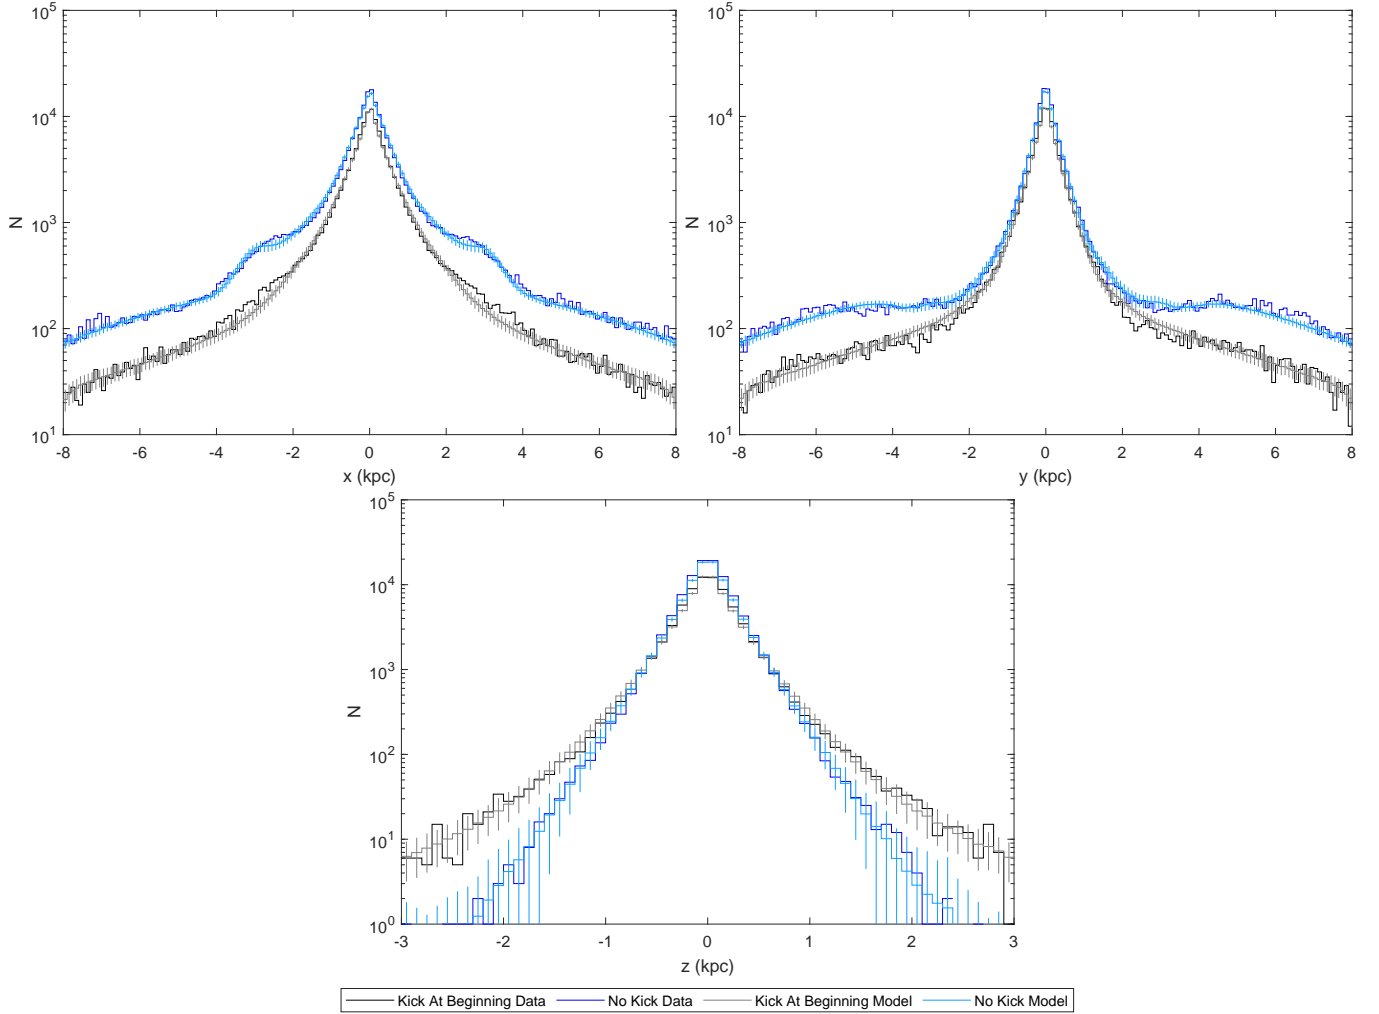 10^5
10^4
10^3
10^2
10^1
N
-8 -6 -4 -2 0 2 4 6 8
x (kpc)
10^5
10^4
10^3
10^2
10^1
N
-8 -6 -4 -2 0 2 4 6 8
y (kpc)
10^5
10^4
10^3
10^2
10^1
10^0
N
-3 -2 -1 0 1 2 3
z (kpc)
Kick At Beginning Data No Kick Data Kick At Beginning Model No Kick Model